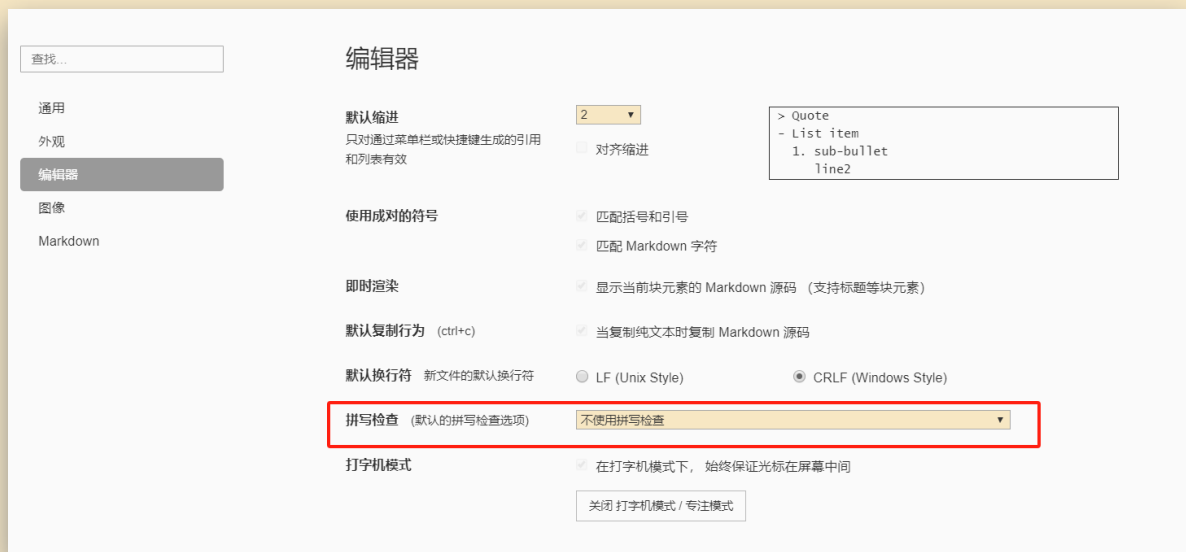 查找...
通用
外观
编辑器
图像
Markdown
编辑器
默认缩进
只对通过菜单栏或快捷键生成的引用
和列表有效
2
对齐缩进
> Quote
- List item
1. sub-bullet
line2
使用成对的符号
匹配括号和引号
匹配 Markdown 字符
即时渲染
显示当前块元素的 Markdown 源码 (支持标题等块元素)
默认复制行为 (ctrl+c)
当复制纯文本时复制 Markdown 源码
默认换行符 新文件的默认换行符
LF (Unix Style)
CRLF (Windows Style)
拼写检查 (默认的拼写检查选项)
不使用拼写检查
打字机模式
在打字机模式下， 始终保证光标在屏幕中间
关闭 打字机模式 / 专注模式